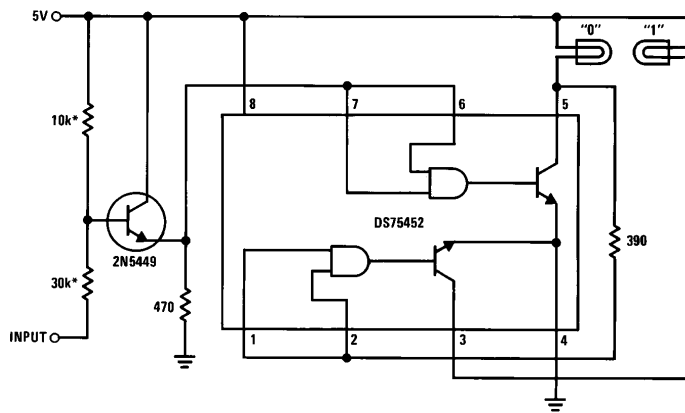 5V
"0" "1"
8 7 6 5
10k*
DS75452
2N5449
390
30k*
470
INPUT
1 2 3 4